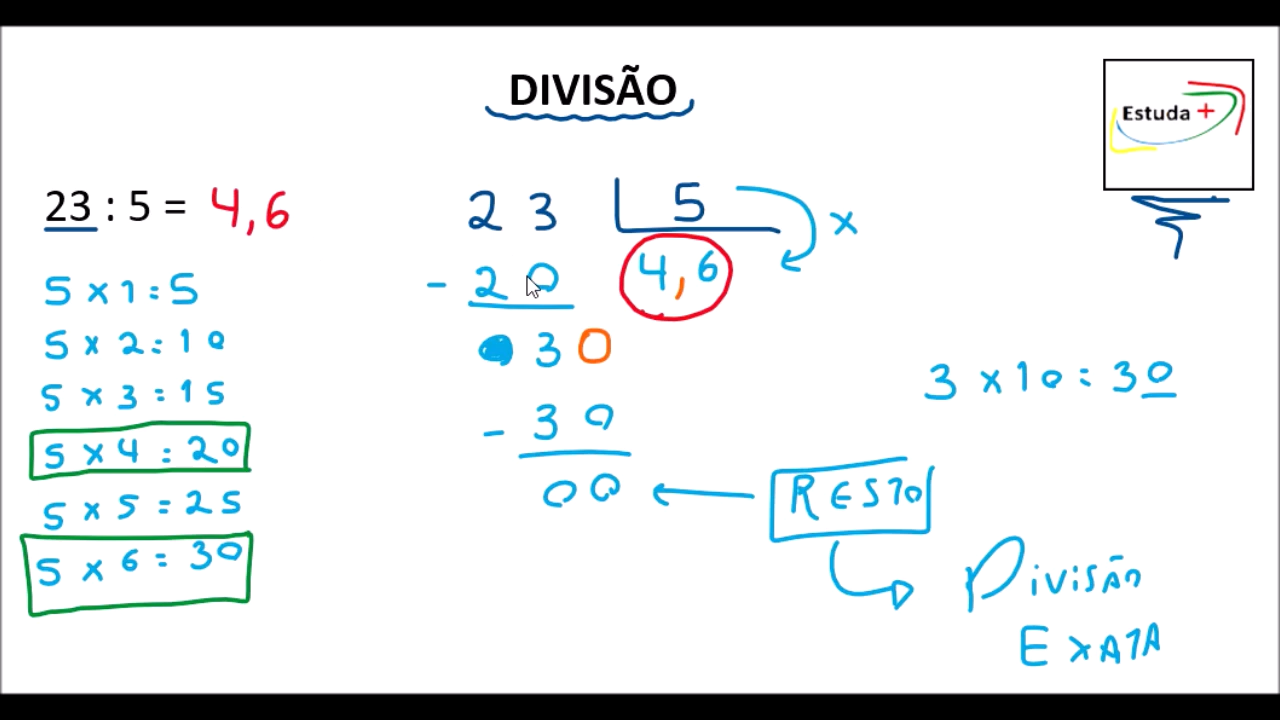 DIVISÃO
Estuda +
23 : 5 = 4,6
5 x 1 = 5
5 x 2 = 10
5 x 3 = 15
5 x 4 = 20
5 x 5 = 25
5 x 6 = 30
23 5
x
- 20 4,6
30
- 30
00
RESTO
3 x 10 = 30
Divisão
EXATA